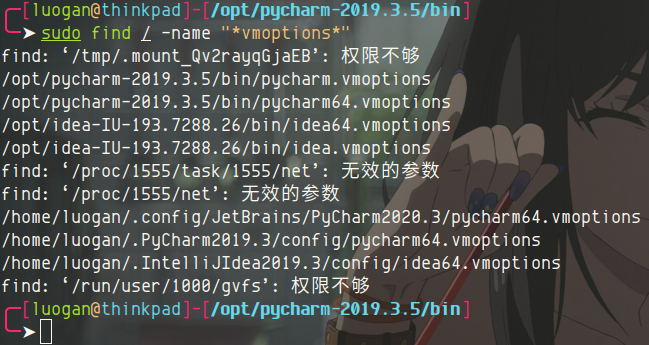 [luogan@thinkpad]-[/opt/pycharm-2019.3.5/bin]
➤ sudo find / -name "*vmoptions*"
find: ‘/tmp/.mount_Qv2rayqGjaEB’: 权限不够
/opt/pycharm-2019.3.5/bin/pycharm.vmoptions
/opt/pycharm-2019.3.5/bin/pycharm64.vmoptions
/opt/idea-IU-193.7288.26/bin/idea64.vmoptions
/opt/idea-IU-193.7288.26/bin/idea.vmoptions
find: ‘/proc/1555/task/1555/net’: 无效的参数
find: ‘/proc/1555/net’: 无效的参数
/home/luogan/.config/JetBrains/PyCharm2020.3/pycharm64.vmoptions
/home/luogan/.PyCharm2019.3/config/pycharm64.vmoptions
/home/luogan/.IntelliJIdea2019.3/config/idea64.vmoptions
find: ‘/run/user/1000/gvfs’: 权限不够
[luogan@thinkpad]-[/opt/pycharm-2019.3.5/bin]
➤